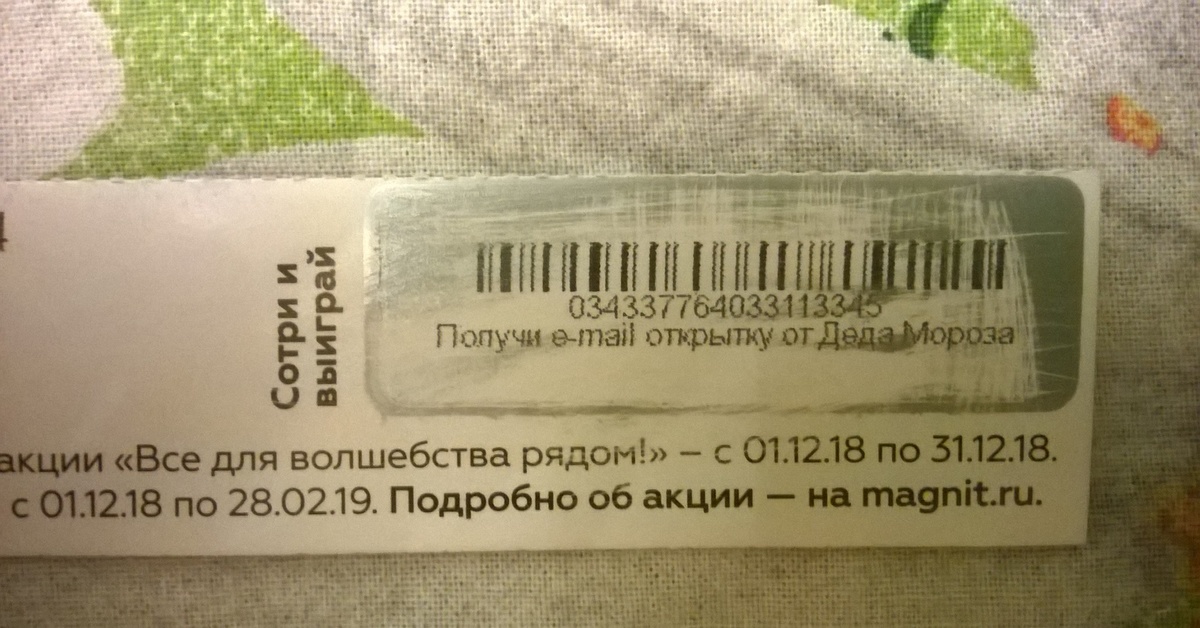 Сотри и
выиграй
034337764033113345
Получи e-mail открытку от Деда Мороза
акции «Все для волшебства рядом!» – с 01.12.18 по 31.12.18.
с 01.12.18 по 28.02.19. Подробно об акции — на magnit.ru.